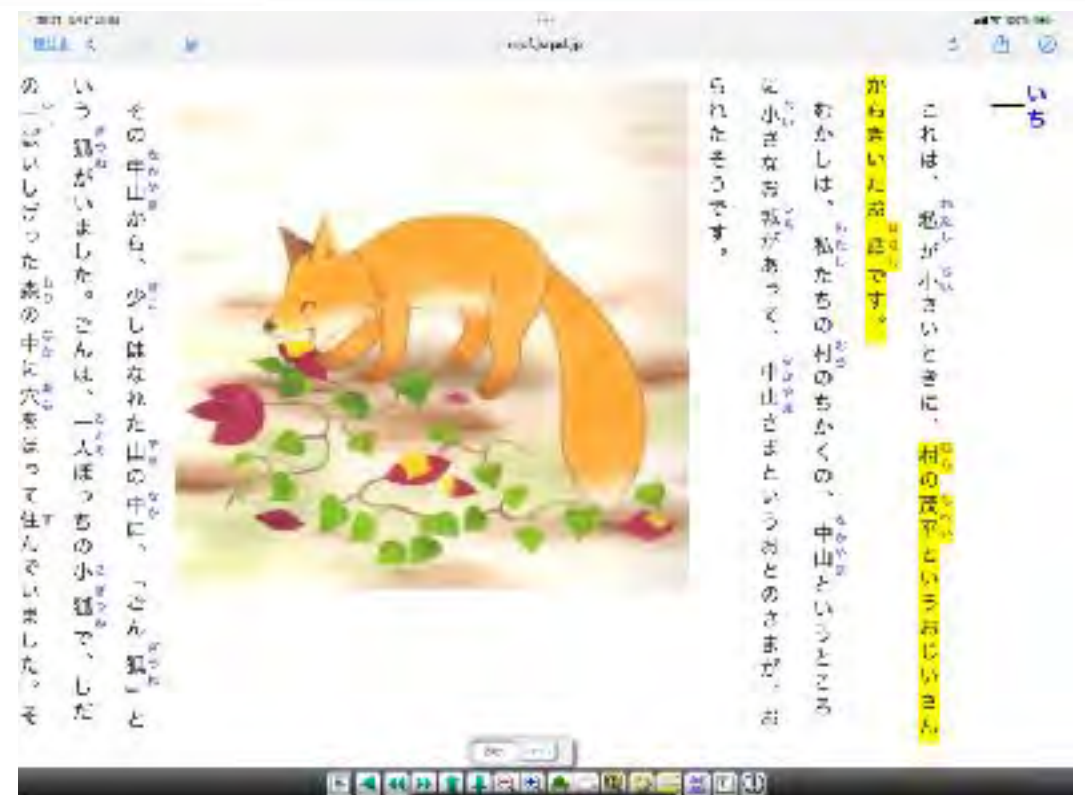 一
これは、私が小さいときに、村の茂平というおじいさん
からきいたお話です。
むかしは、私たちの村のちかくの、中山というところ
に小さなお城があって、中山さまというおとのさまが、お
られたそうです。
その中山から、少しはなれた山の中に、「ごん狐」と
いう狐がいました。ごんは、一人ぼっちの小狐で、しだ
の一ぱいしげった森の中に穴をほって住んでいました。そ